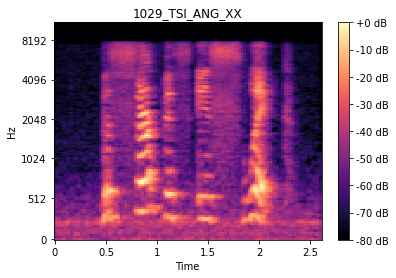 1029_TSI_ANG_XX
+0 dB
8192
-10 dB
4096
-20 dB
-30 dB
2048
Hz
-40 dB
1024
-50 dB
512
-60 dB
-70 dB
0
-80 dB
0
0.5
1
1.5
2
2.5
Time